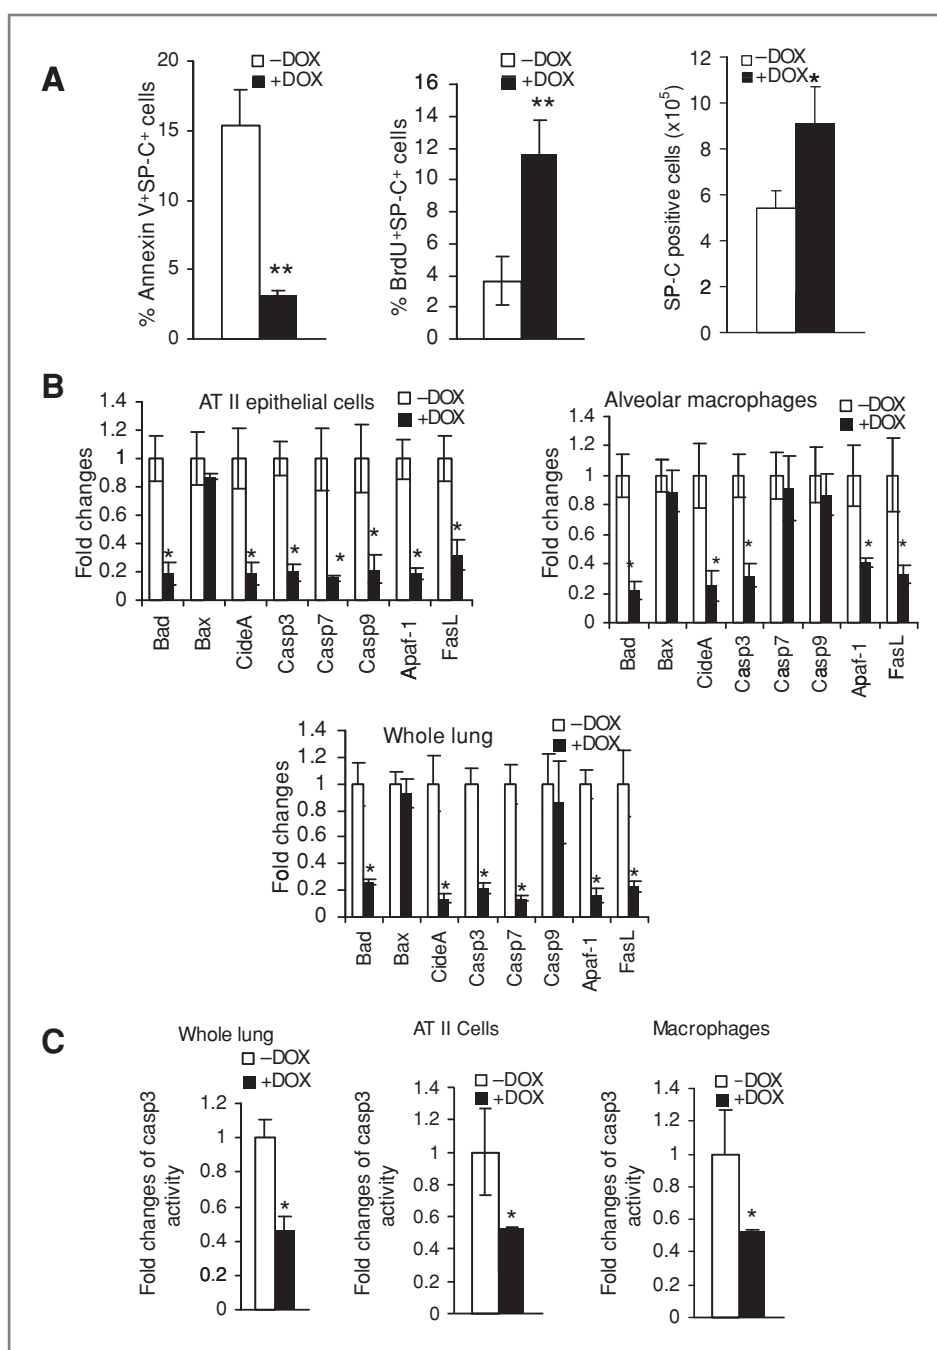 A
% Annexin V+SP-C+ cells
20
15
10
5
0
–DOX
+DOX
**
% BrdU+SP-C+ cells
16
14
12
10
8
6
4
2
0
–DOX
+DOX
**
SP-C positive cells (x10⁵)
12
10
8
6
4
2
0
–DOX
+DOX
*
B
AT II epithelial cells
–DOX
+DOX
Fold changes
1.4
1.2
1
0.8
0.6
0.4
0.2
0
* * * * * * *
Bad Bax CideA Casp3 Casp7 Casp9 Apaf-1 FasL
Alveolar macrophages
–DOX
+DOX
Fold changes
1.4
1.2
1
0.8
0.6
0.4
0.2
0
* * * * *
Bad Bax CideA Casp3 Casp7 Casp9 Apaf-1 FasL
Whole lung
–DOX
+DOX
Fold changes
1.4
1.2
1
0.8
0.6
0.4
0.2
0
* * * * * *
Bad Bax CideA Casp3 Casp7 Casp9 Apaf-1 FasL
C
Whole lung
–DOX
+DOX
Fold changes of casp3
activity
1.2
1
0.8
0.6
0.4
0.2
0
*
AT II Cells
–DOX
+DOX
Fold changes of casp3
activity
1.4
1.2
1
0.8
0.6
0.4
0.2
0
*
Macrophages
–DOX
+DOX
Fold changes of casp3
activity
1.4
1.2
1
0.8
0.6
0.4
0.2
0
*